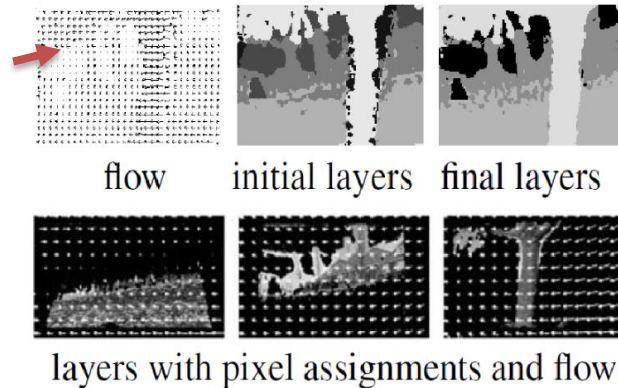 flow
initial layers
final layers
layers with pixel assignments and flow